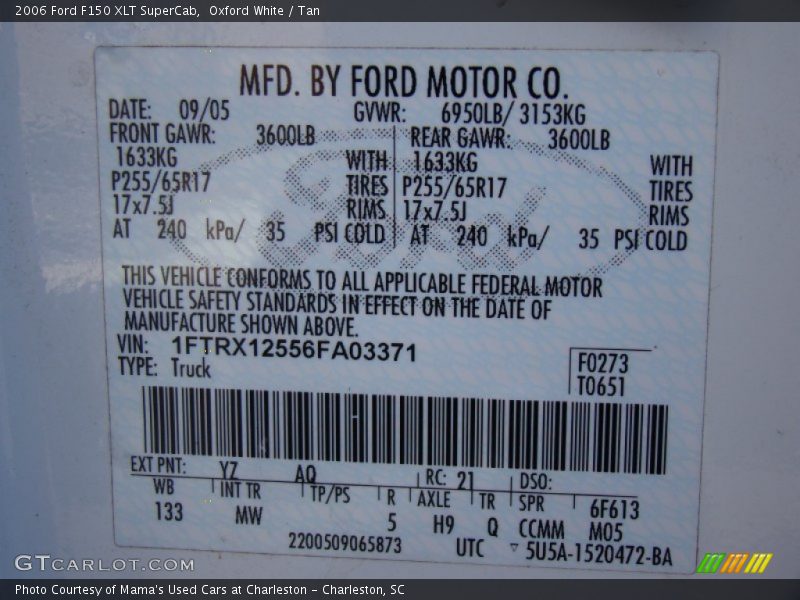 2006 Ford F150 XLT SuperCab, Oxford White / Tan
MFD. BY FORD MOTOR CO.
DATE: 09/05 GVWR: 6950LB/ 3153KG
FRONT GAWR: 3600LB REAR GAWR: 3600LB
1633KG WITH 1633KG WITH
P255/65R17 TIRES P255/65R17 TIRES
17x7.5J RIMS 17x7.5J RIMS
AT 240 kPa/ 35 PSI COLD AT 240 kPa/ 35 PSI COLD
Ford
THIS VEHICLE CONFORMS TO ALL APPLICABLE FEDERAL MOTOR
VEHICLE SAFETY STANDARDS IN EFFECT ON THE DATE OF
MANUFACTURE SHOWN ABOVE.
VIN: 1FTRX12556FA03371
TYPE: Truck
F0273
T0651
EXT PNT: YZ AQ RC: 21 DSO:
WB INT TR TP/PS R AXLE TR SPR 6F613
133 MW 5 H9 Q CCMM M05
2200509065873 UTC ▽ 5U5A-1520472-BA
GTCarLot.com
Photo Courtesy of Mama's Used Cars at Charleston - Charleston, SC